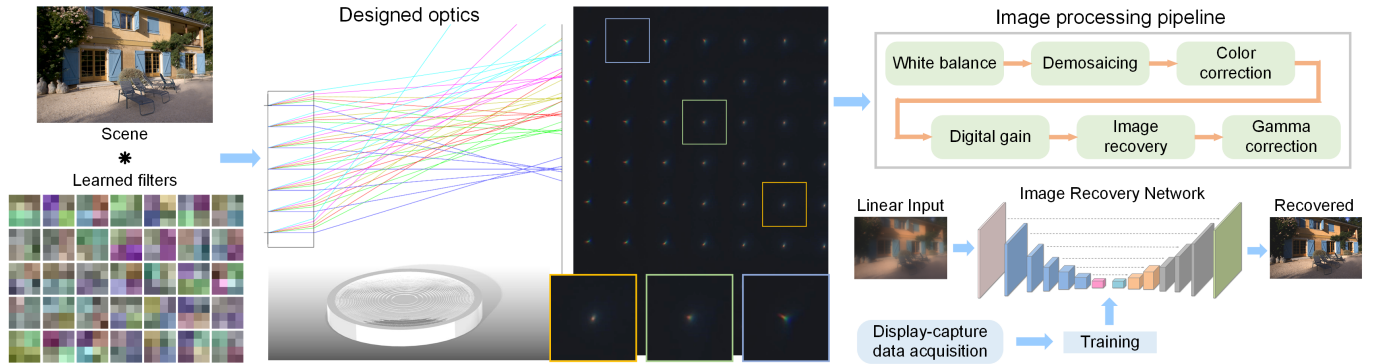 Designed optics
Image processing pipeline
White balance
Demosaicing
Color
correction
Digital gain
Image
recovery
Gamma
correction
Scene
*
Learned filters
Image Recovery Network
Linear Input
Recovered
Display-capture
data acquisition
Training